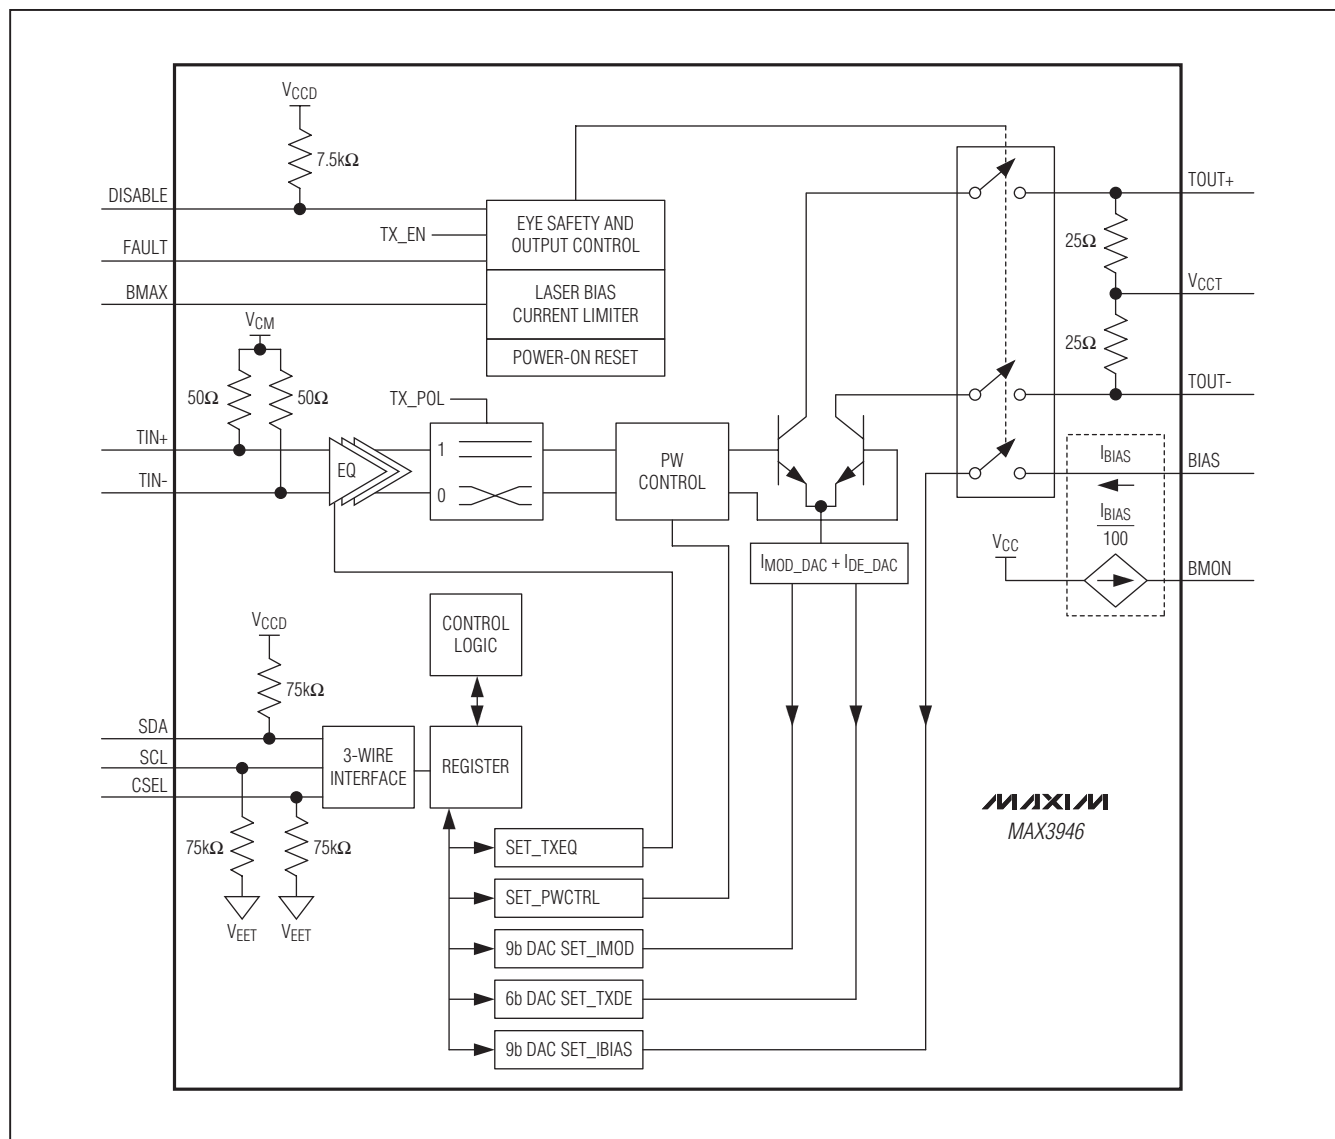 VCCD
7.5kΩ
DISABLE
TX_EN
FAULT
BMAX
EYE SAFETY AND
OUTPUT CONTROL
LASER BIAS
CURRENT LIMITER
POWER-ON RESET
TOUT+
25Ω
VCCT
25Ω
TOUT-
VCM
50Ω
50Ω
TIN+
TIN-
EQ
TX_POL
1
0
PW
CONTROL
IMOD_DAC + IDE_DAC
IBIAS
BIAS
IBIAS
100
VCC
BMON
CONTROL
LOGIC
VCCD
75kΩ
SDA
SCL
CSEL
3-WIRE
INTERFACE
REGISTER
75kΩ
75kΩ
VEET
VEET
SET_TXEQ
SET_PWCTRL
9b DAC SET_IMOD
6b DAC SET_TXDE
9b DAC SET_IBIAS
MAXIM
MAX3946